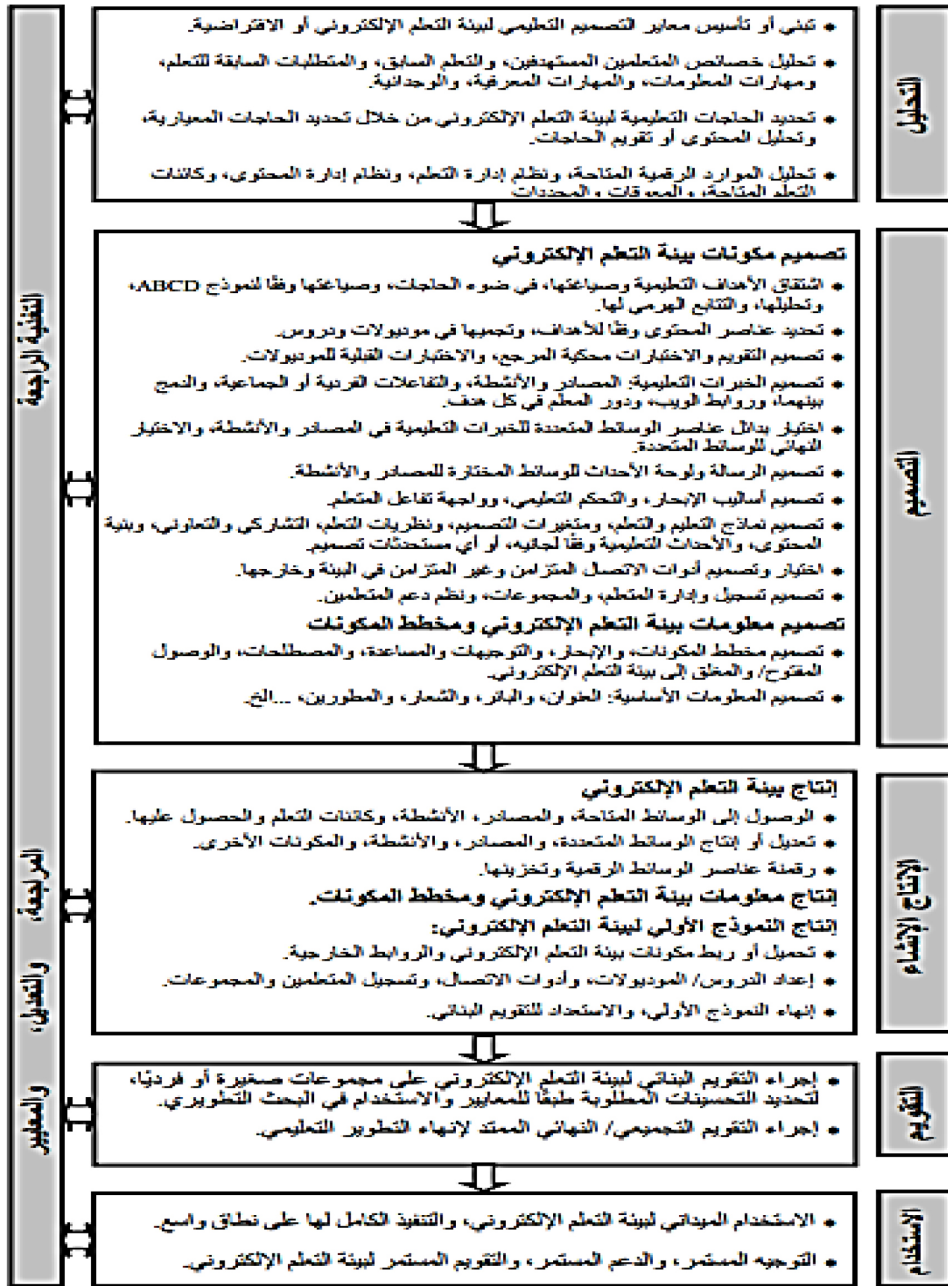 التحليل
تبني أو تأسيس معايير التصميم التعليمي لبيئة التعلم الإلكتروني أو الافتراضية.
تحليل خصائص المتعلمين المستهدفين، والتعلم السابق، والمتطلبات السابقة للتعلم،
ومهارات المعلومات، والمهارات المعرفية، والوجدانية.
تحديد الحاجات التعليمية لبيئة التعلم الإلكتروني من خلال تحديد الحاجات المعيارية،
وتحليل المحتوى أو تقويم الحاجات.
تحليل الموارد الرقمية المتاحة، ونظام إدارة التعلم، ونظام إدارة المحتوى، وكائنات
التعلم المتاحة، والمعوقات والمحددات
التصميم
تصميم مكونات بيئة التعلم الإلكتروني
اشتقاق الأهداف التعليمية وصياغتها، في ضوء الحاجات، وصياغتها وفقًا لنموذج ABCD،
وتحليلها، والتتابع الهرمي لها.
تحديد عناصر المحتوى وفقًا للأهداف، وتجميها في موديولات ودروس.
تصميم التقويم والاختبارات محكية المرجع، والاختبارات القبلية للموديولات.
تصميم الخبرات التعليمية: المصادر والأنشطة، والتفاعلات الفردية أو الجماعية، والدمج
بينهما، وروابط الويب، ودور المعلم في كل هدف.
اختيار بدائل عناصر الوسائط المتعددة للخبرات التعليمية في المصادر والأنشطة، والاختيار
النهائي للوسائط المتعددة.
تصميم الرسالة ولوحة الأحداث للوسائط المختارة للمصادر والأنشطة.
تصميم أساليب الإبحار، والتحكم التعليمي، وواجهة تفاعل المتعلم.
تصميم نماذج التعليم والتعلم، ومتغيرات التصميم، ونظريات التعلم، التشاركي والتعاوني، وبنية
المحتوى، والأحداث التعليمية وفقًا لجانيه، أو أي مستحدثات تصميم.
اختيار وتصميم أدوات الاتصال المتزامن وغير المتزامن في البيئة وخارجها.
تصميم تسجيل وإدارة المتعلم، والمجموعات، ونظم دعم المتعلمين.
تصميم معلومات بيئة التعلم الإلكتروني ومخطط المكونات
تصميم مخطط المكونات، والإبحار، والتوجيهات والمساعدة، والمصطلحات، والوصول
المفتوح/ والمغلق إلى بيئة التعلم الإلكتروني.
تصميم المعلومات الأساسية: العنوان، والبانر، والشعار، والمطورين، ...الخ.
الإنتاج الإنشاء
إنتاج بيئة التعلم الإلكتروني
الوصول إلى الوسائط المتاحة، والمصادر، الأنشطة، وكائنات التعلم والحصول عليها.
تعديل أو إنتاج الوسائط المتعددة، والمصادر، والأنشطة، والمكونات الأخرى.
رقمنة عناصر الوسائط الرقمية وتخزينها.
إنتاج معلومات بيئة التعلم الإلكتروني ومخطط المكونات.
إنتاج النموذج الأولي لبيئة التعلم الإلكتروني:
تحميل أو ربط مكونات بيئة التعلم الإلكتروني والروابط الخارجية.
إعداد الدروس/ الموديولات، وأدوات الاتصال، وتسجيل المتعلمين والمجموعات.
إنهاء النموذج الأولي، والاستعداد للتقويم البنائي.
التقويم
إجراء التقويم البنائي لبيئة التعلم الإلكتروني على مجموعات صغيرة أو فرديًا،
لتحديد التحسينات المطلوبة طبقًا للمعايير والاستخدام في البحث التطويري.
إجراء التقويم التجميعي/ النهائي الممتد لإنهاء التطوير التعليمي.
الاستخدام
الاستخدام الميداني لبيئة التعلم الإلكتروني، والتنفيذ الكامل لها على نطاق واسع.
التوجيه المستمر، والدعم المستمر، والتقويم المستمر لبيئة التعلم الإلكتروني.
التغذية الراجعة
المراجعة،
والتعديل،
والمعايير